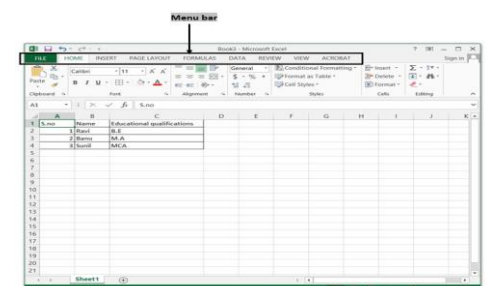 Menu bar
Book3 - Microsoft Excel
FILE HOME INSERT PAGE LAYOUT FORMULAS DATA REVIEW VIEW ACROBAT Sign in
Calibri 11 General Conditional Formatting Insert
Paste Format as Table Delete
Cell Styles Format
Clipboard Font Alignment Number Styles Cells Editing
A1 S.no
A B C D E F G H I J K
1 S.no Name Educational qualifications
2 1 Ravi B.E
3 2 Banu M.A
4 3 Sunil MCA
5
6
7
8
9
10
11
12
13
14
15
16
17
18
19
20
21
Sheet1